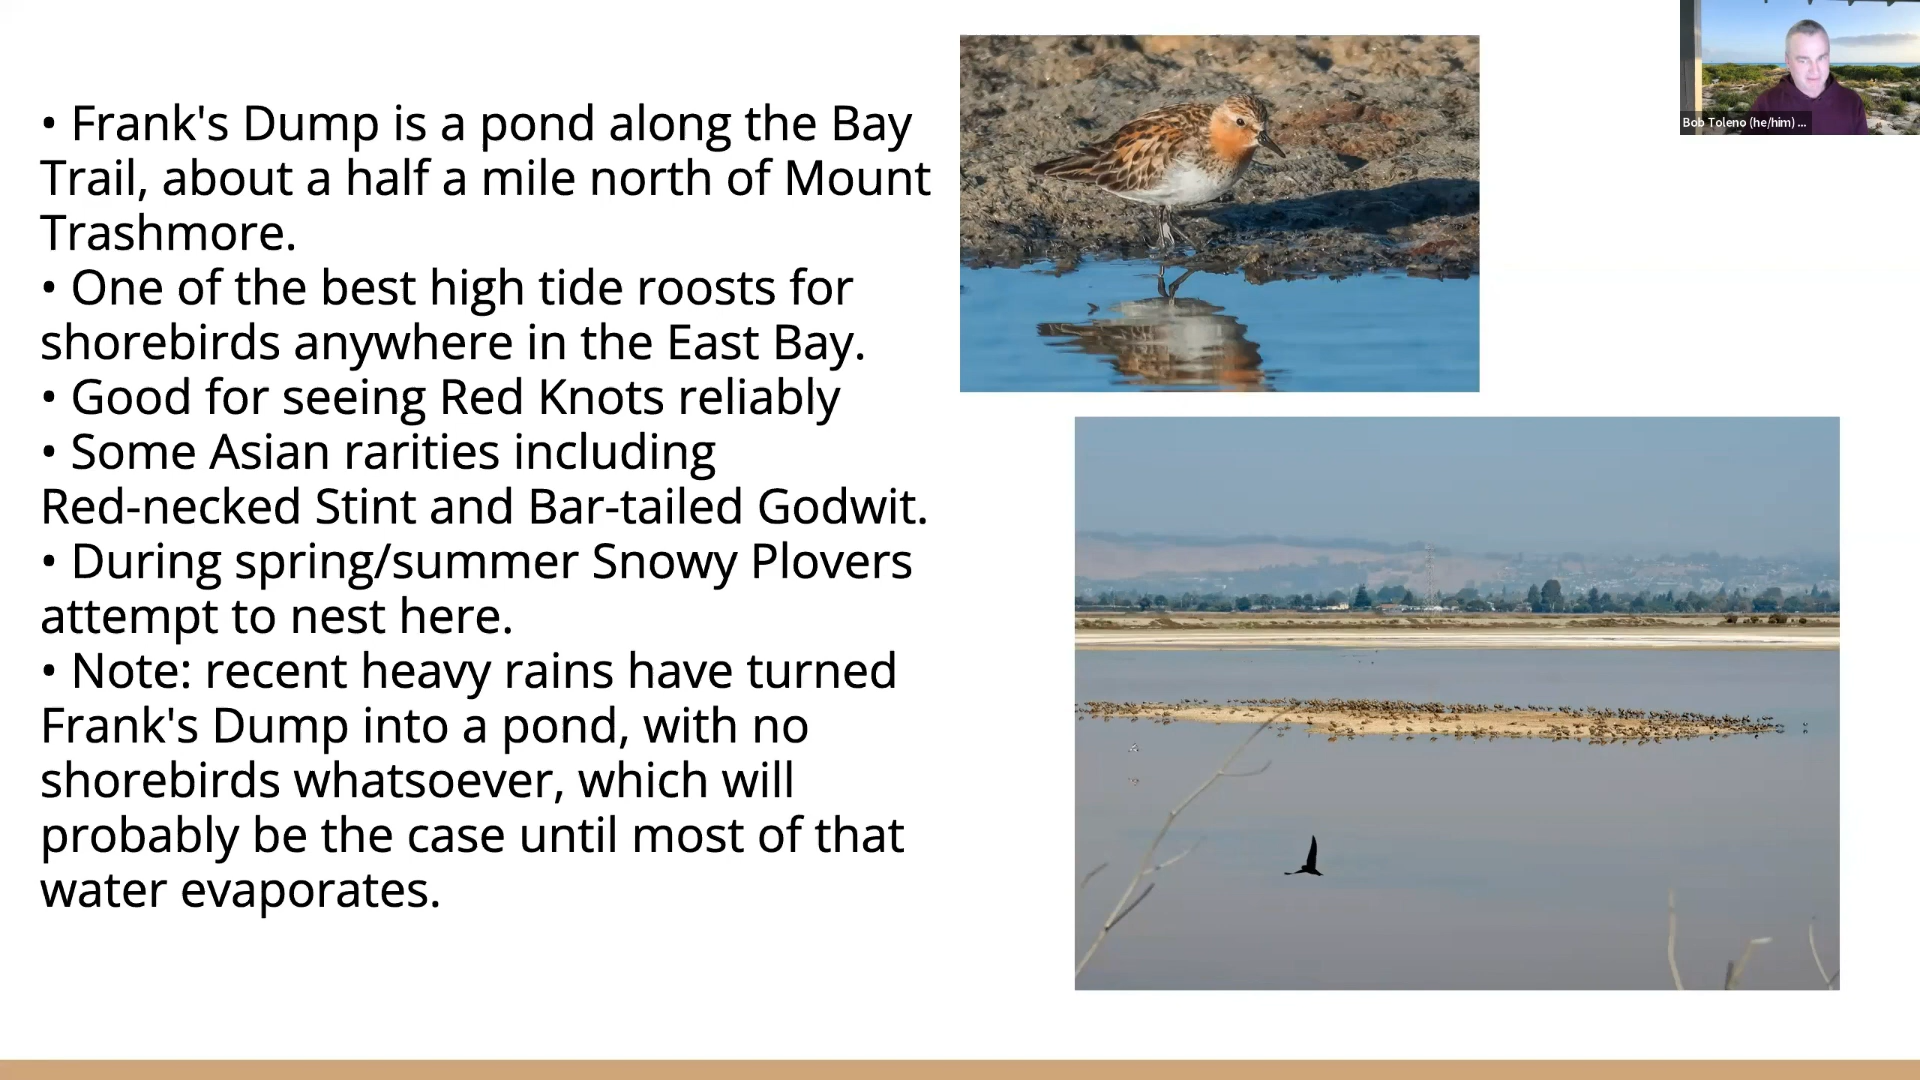 • Frank's Dump is a pond along the Bay
Trail, about a half a mile north of Mount
Trashmore.
• One of the best high tide roosts for
shorebirds anywhere in the East Bay.
• Good for seeing Red Knots reliably
• Some Asian rarities including
Red-necked Stint and Bar-tailed Godwit.
• During spring/summer Snowy Plovers
attempt to nest here.
• Note: recent heavy rains have turned
Frank's Dump into a pond, with no
shorebirds whatsoever, which will
probably be the case until most of that
water evaporates.
Bob Toleno (he/him) ...